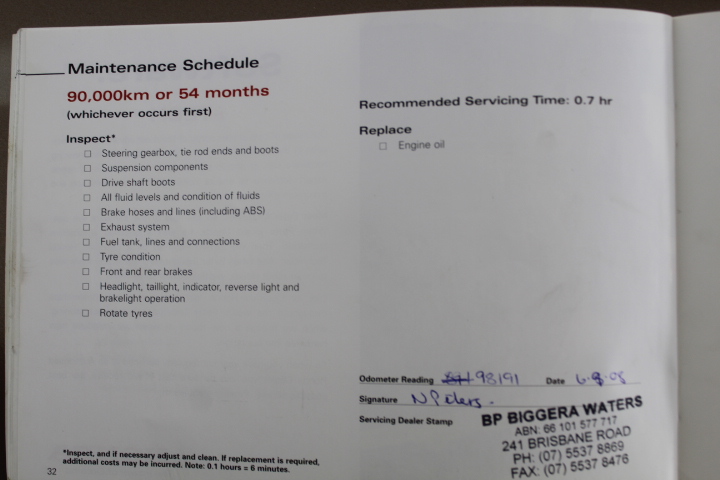 Maintenance Schedule
90,000km or 54 months
(whichever occurs first)
Inspect*
Steering gearbox, tie rod ends and boots
Suspension components
Drive shaft boots
All fluid levels and condition of fluids
Brake hoses and lines (including ABS)
Exhaust system
Fuel tank, lines and connections
Tyre condition
Front and rear brakes
Headlight, taillight, indicator, reverse light and
brakelight operation
Rotate tyres
*Inspect, and if necessary adjust and clean. If replacement is required,
additional costs may be incurred. Note: 0.1 hours = 6 minutes.
32
Recommended Servicing Time: 0.7 hr
Replace
Engine oil
Odometer Reading 98191 Date 6.8.08
Signature
Servicing Dealer Stamp
BP BIGGERA WATERS
ABN: 66 101 577 717
241 BRISBANE ROAD
PH: (07) 5537 8869
FAX: (07) 5537 8476